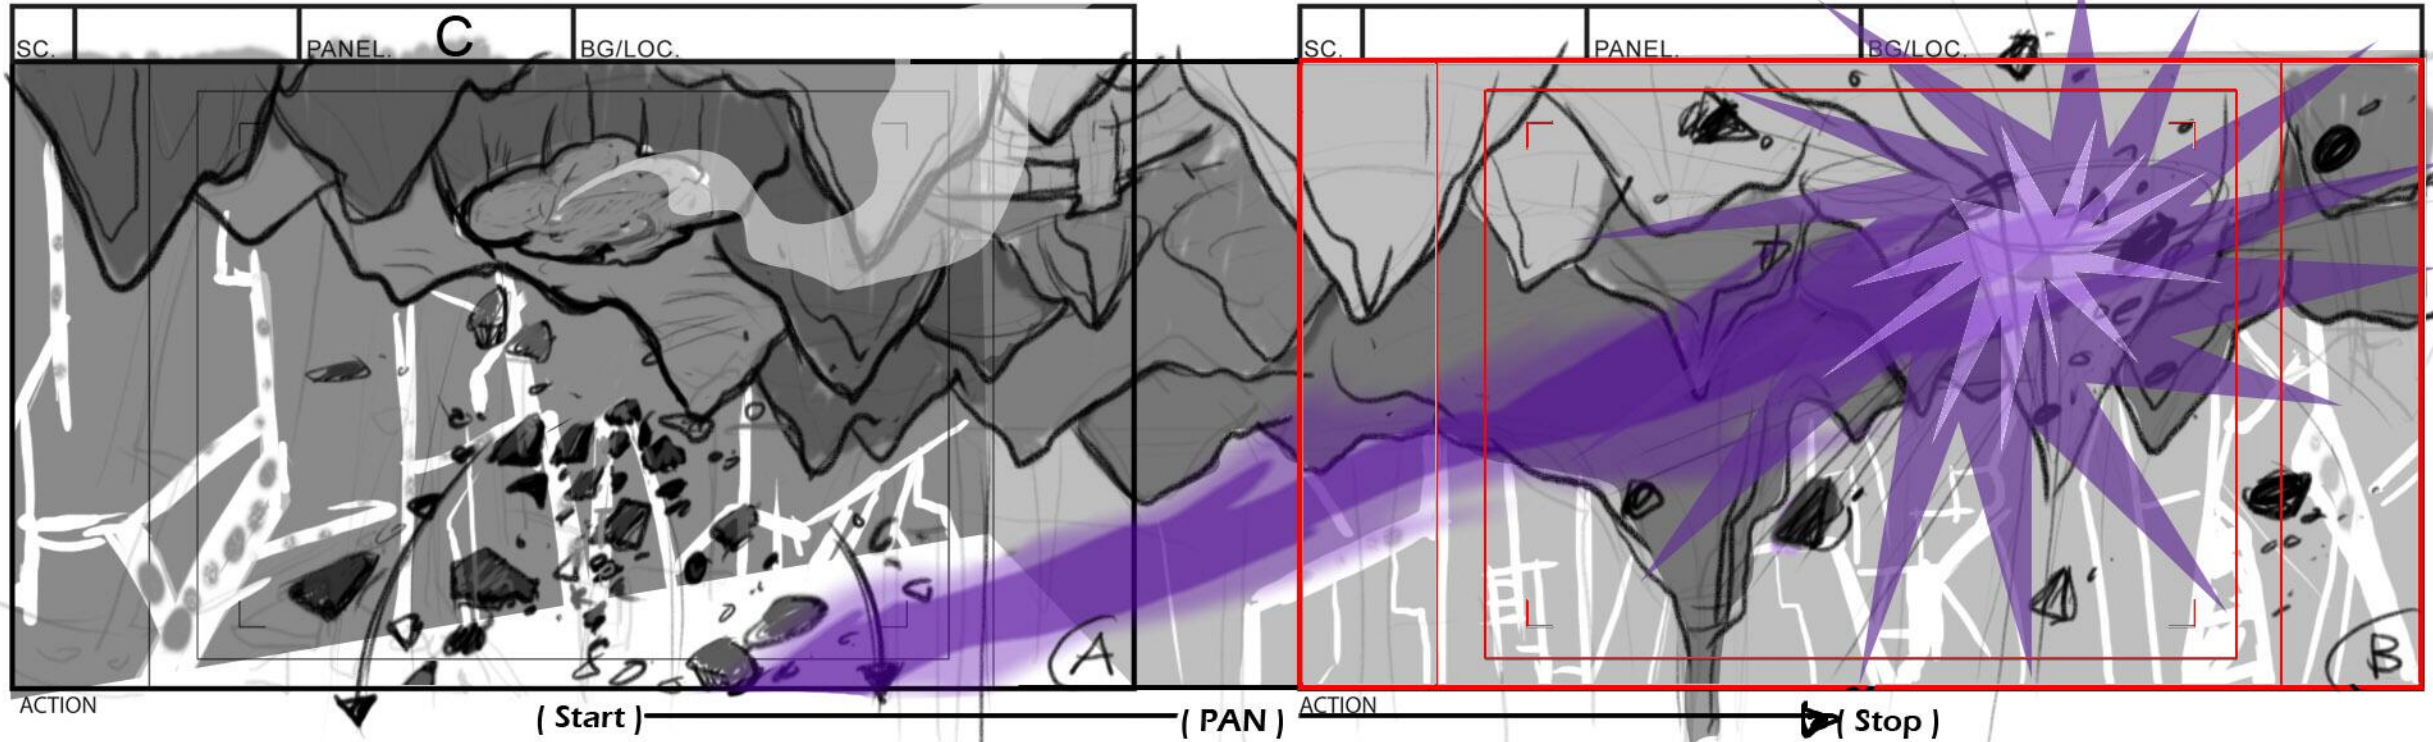 SC. PANEL. C BG/LOC. SC. PANEL. BG/LOC.
A B
ACTION ( Start ) ( PAN ) ACTION ( Stop )